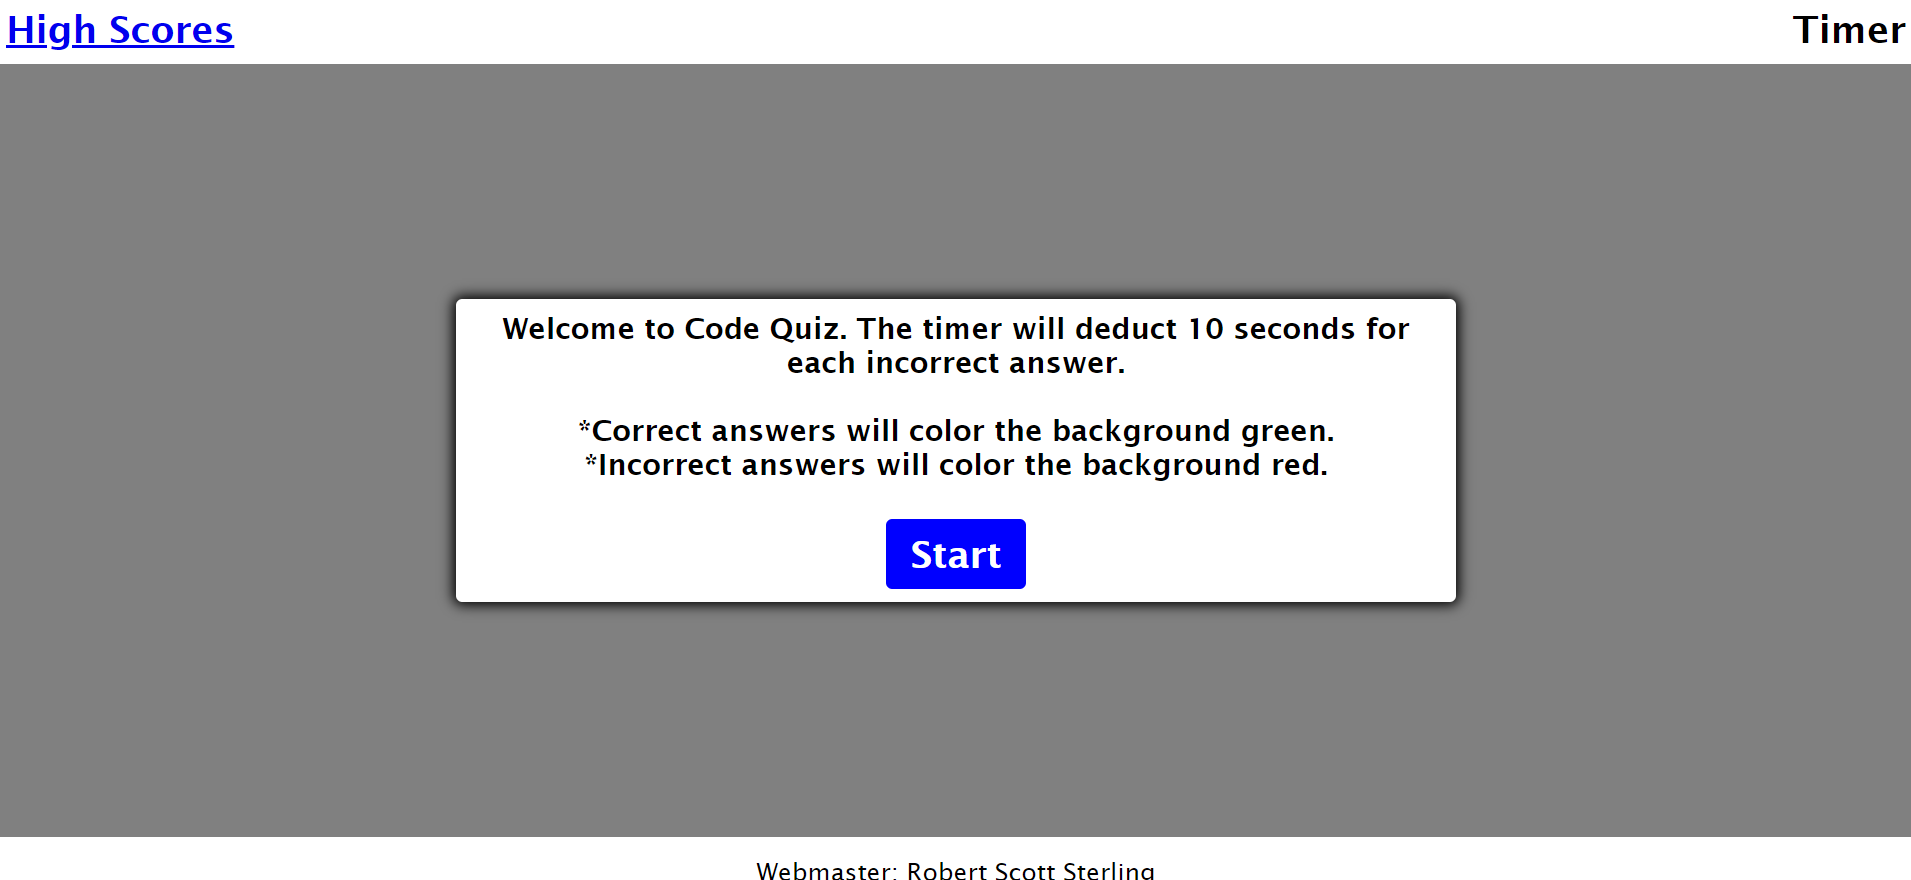 High Scores
Timer
Welcome to Code Quiz. The timer will deduct 10 seconds for
each incorrect answer.
*Correct answers will color the background green.
*Incorrect answers will color the background red.
Start
Webmaster: Robert Scott Sterling